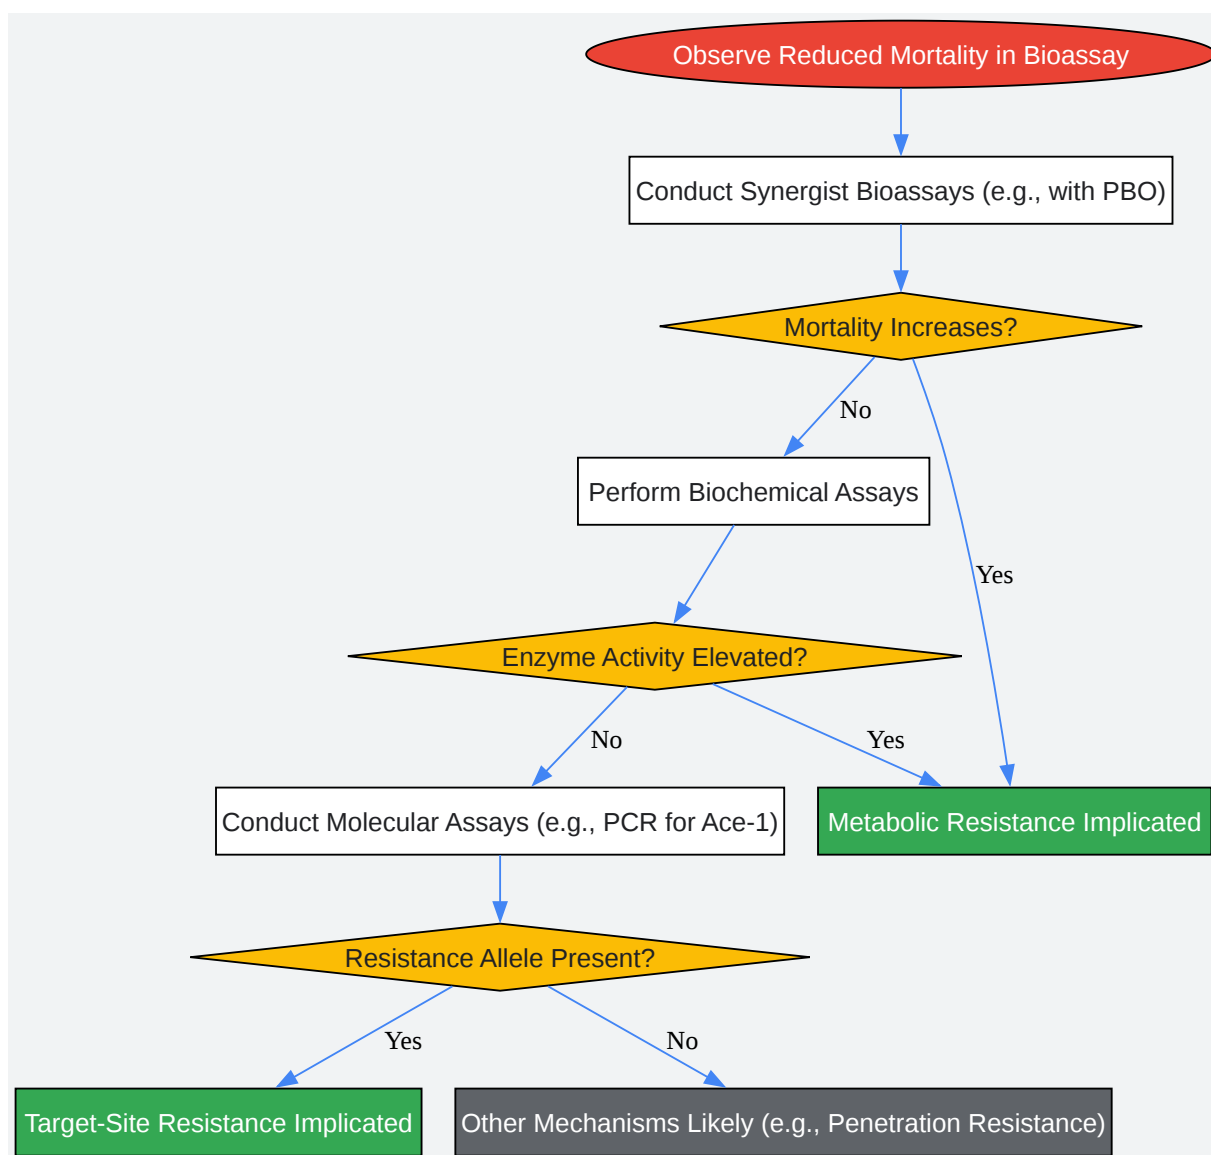 Observe Reduced Mortality in Bioassay
Conduct Synergist Bioassays (e.g., with PBO)
Mortality Increases?
No
Perform Biochemical Assays
Yes
Enzyme Activity Elevated?
No
Yes
Conduct Molecular Assays (e.g., PCR for Ace-1)
Metabolic Resistance Implicated
Resistance Allele Present?
Yes
No
Target-Site Resistance Implicated
Other Mechanisms Likely (e.g., Penetration Resistance)